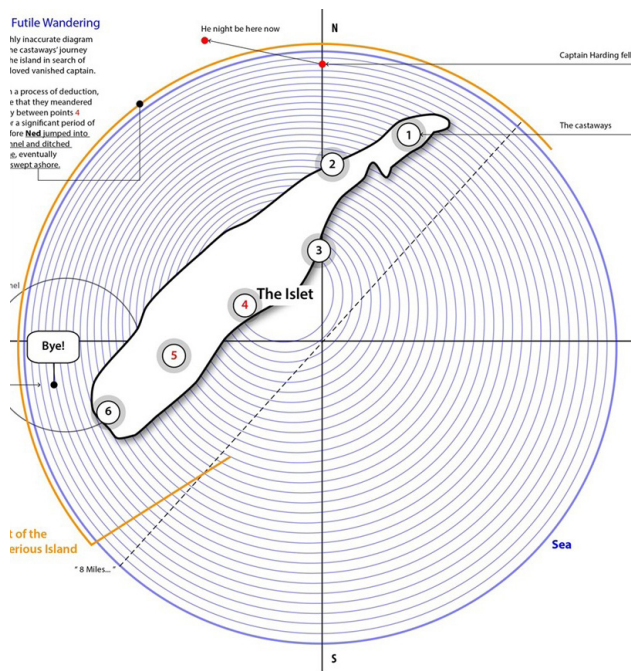 Futile Wandering
hly inaccurate diagram
he castaways' journey
the island in search of
loved vanished captain.
n a process of deduction,
e that they meandered
y between points 4
r a significant period of
fore Ned jumped into
nnel and ditched
e, eventually
swept ashore.
He night be here now
N
Captain Harding fell
The castaways
1
2
3
4
The Islet
5
6
nel
Bye!
t of the
erious Island
" 8 Miles... "
Sea
S